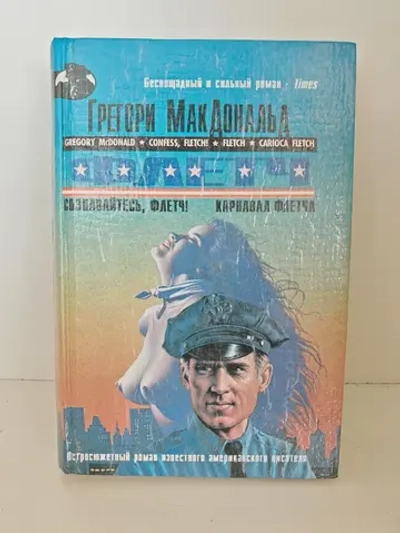 Беспощадный и сильный роман - Times
Грегори МакДональд
GREGORY McDONALD ★ CONFESS, FLETCH! ★ FLETCH ★ CARIOCA FLETCH
ФЛЕТЧ
СОЗНАВАЙТЕСЬ, ФЛЕТЧ! КАРНАВАЛ ФЛЕТЧА
Остросюжетный роман известного американского писателя